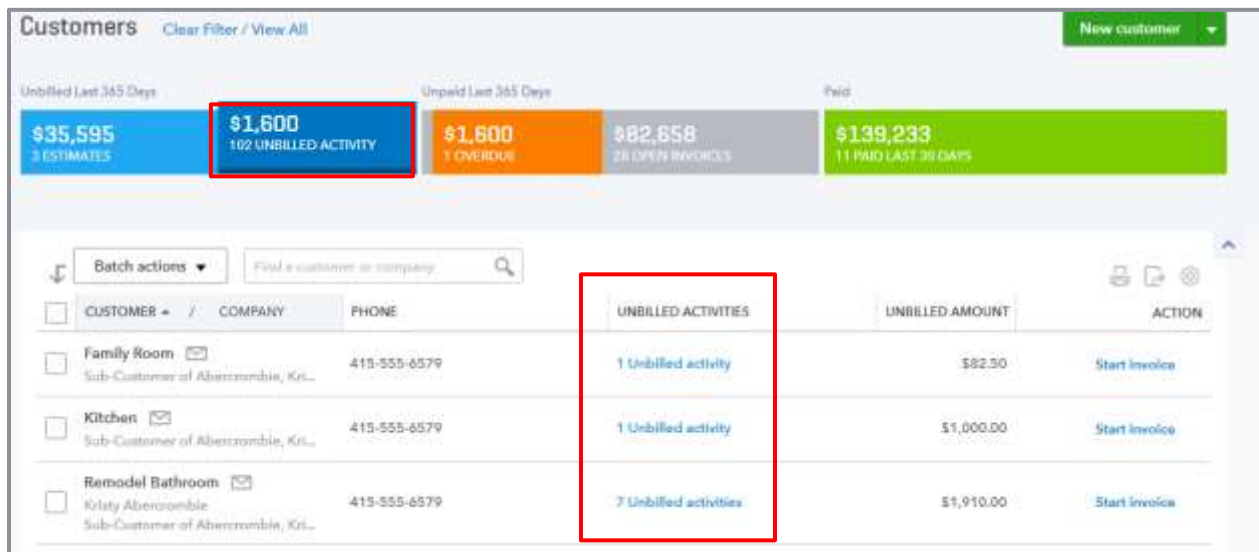 Customers Clear Filter / View All New customer
Unbilled Last 365 Days Unpaid Last 365 Days Paid
$35,595 $1,600 $1,600 $82,658 $139,233
3 ESTIMATES 102 UNBILLED ACTIVITY 1 OVERDUE 28 OPEN INVOICES 11 PAID LAST 30 DAYS
Batch actions Find a customer or company
CUSTOMER / COMPANY PHONE UNBILLED ACTIVITIES UNBILLED AMOUNT ACTION
Family Room 415-555-6579 1 Unbilled activity $82.50 Start invoice
Sub-Customer of Abercrombie, Kri...
Kitchen 415-555-6579 1 Unbilled activity $1,000.00 Start invoice
Sub-Customer of Abercrombie, Kri...
Remodel Bathroom
Kristy Abercrombie 415-555-6579 7 Unbilled activities $1,910.00 Start invoice
Sub-Customer of Abercrombie, Kri...